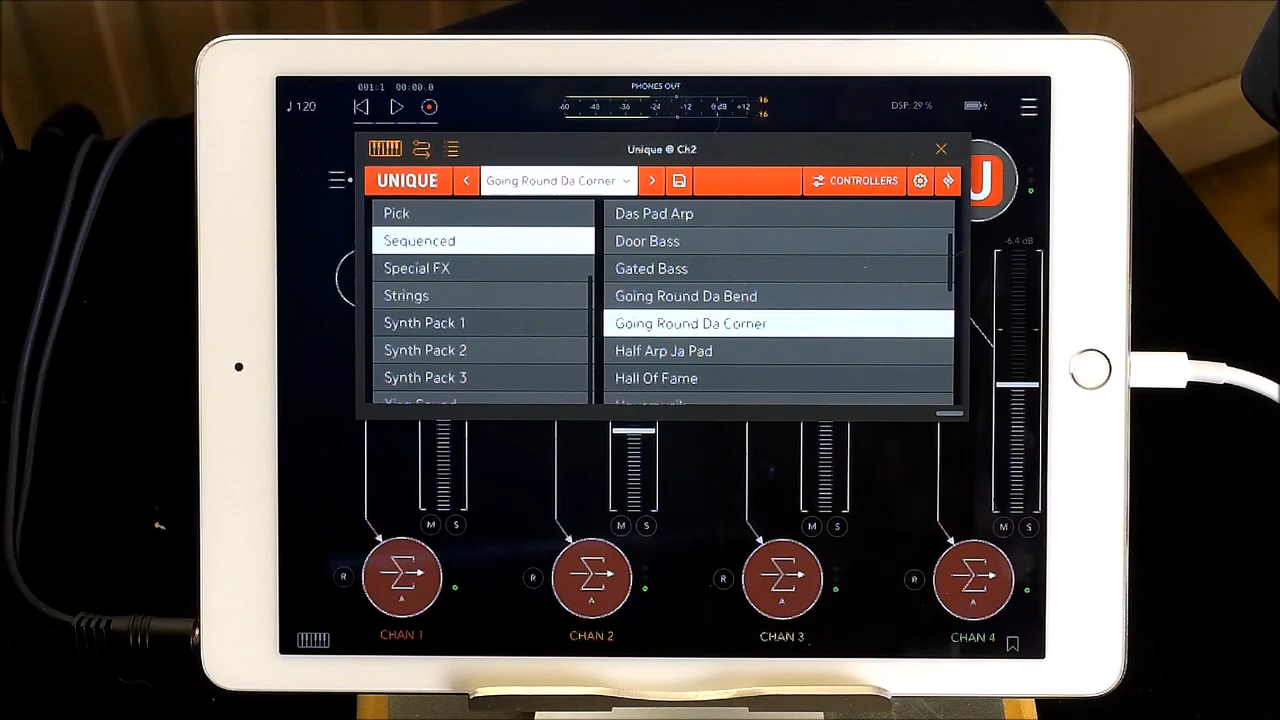 001:1 00:00.0
PHONES OUT
♩ 120
-60 -48 -36 -24 -12 0 dB +12
-16
-16
DSP: 29 %
Unique @ Ch2
UNIQUE
Going Round Da Corner
CONTROLLERS
U
Pick
Sequenced
Special FX
Strings
Synth Pack 1
Synth Pack 2
Synth Pack 3
Das Pad Arp
Door Bass
Gated Bass
Going Round Da Bend
Going Round Da Corner
Half Arp Ja Pad
Hall Of Fame
-6.4 dB
M S
M S
M S
M S
R
A
R
A
R
A
R
A
CHAN 1
CHAN 2
CHAN 3
CHAN 4